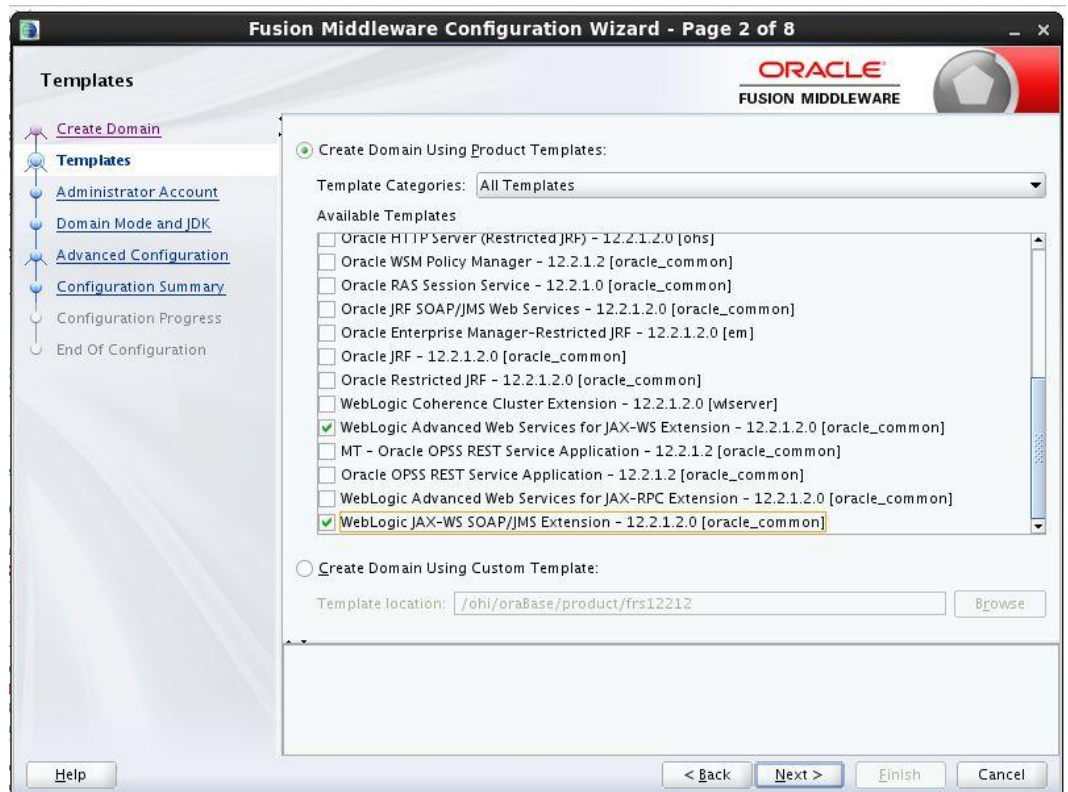 Fusion Middleware Configuration Wizard - Page 2 of 8
Templates
ORACLE
FUSION MIDDLEWARE
Create Domain
Templates
Administrator Account
Domain Mode and JDK
Advanced Configuration
Configuration Summary
Configuration Progress
End Of Configuration
Create Domain Using Product Templates:
Template Categories: All Templates
Available Templates
Oracle HTTP Server (Restricted JRF) - 12.2.1.2.0 [ohs]
Oracle WSM Policy Manager - 12.2.1.2 [oracle_common]
Oracle RAS Session Service - 12.2.1.0 [oracle_common]
Oracle JRF SOAP/JMS Web Services - 12.2.1.2.0 [oracle_common]
Oracle Enterprise Manager-Restricted JRF - 12.2.1.2.0 [em]
Oracle JRF - 12.2.1.2.0 [oracle_common]
Oracle Restricted JRF - 12.2.1.2.0 [oracle_common]
WebLogic Coherence Cluster Extension - 12.2.1.2.0 [wlserver]
WebLogic Advanced Web Services for JAX-WS Extension - 12.2.1.2.0 [oracle_common]
MT - Oracle OPSS REST Service Application - 12.2.1.2 [oracle_common]
Oracle OPSS REST Service Application - 12.2.1.2 [oracle_common]
WebLogic Advanced Web Services for JAX-RPC Extension - 12.2.1.2.0 [oracle_common]
WebLogic JAX-WS SOAP/JMS Extension - 12.2.1.2.0 [oracle_common]
Create Domain Using Custom Template:
Template location: /ohi/oraBase/product/frs12212
Browse
Help
< Back
Next >
Finish
Cancel